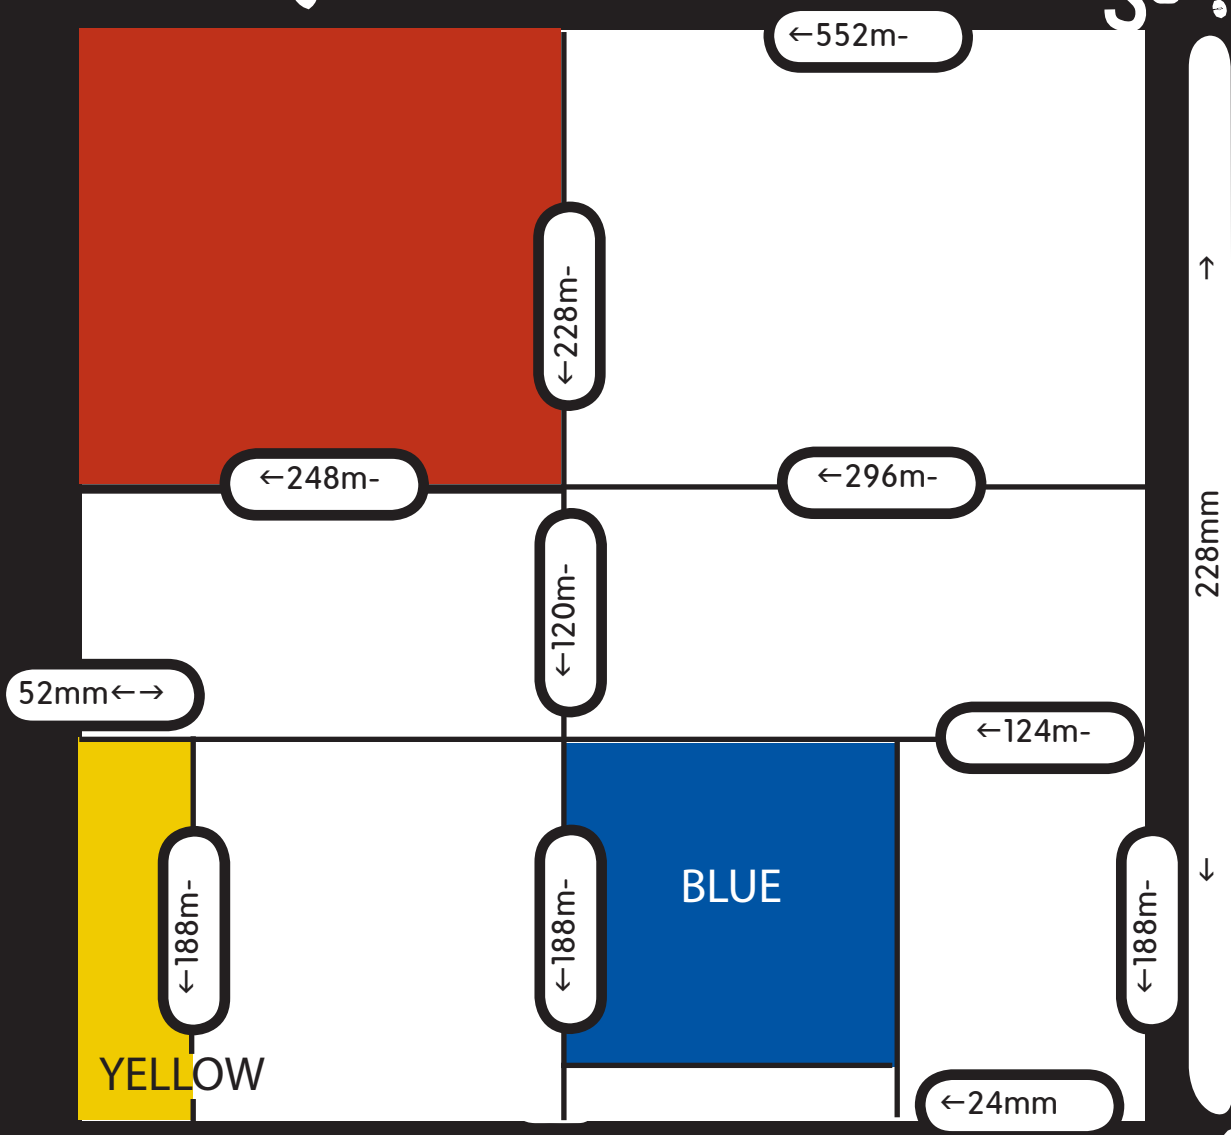 ←552m-
←228m-
←248m-
←296m-
228mm
←120m-
52mm←→
←124m-
BLUE
←188m-
←188m-
←188m-
YELLOW
←24mm